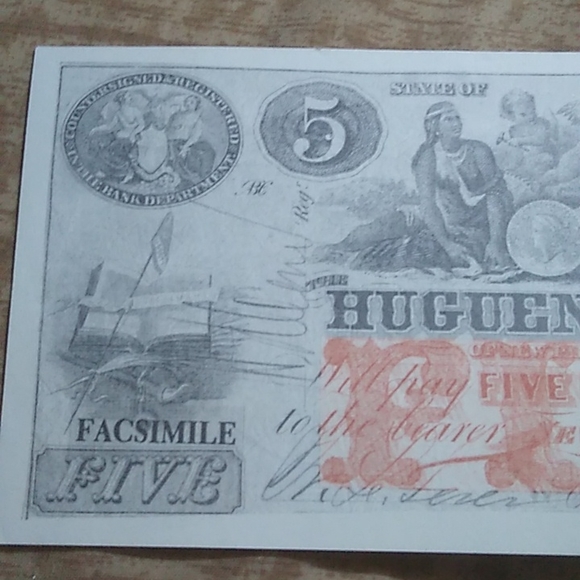 COUNTERSIGNED & REGISTERED
IN THE BANK DEPARTMENT
5
STATE OF
Regr
THE
HUGUEN
Will pay FIVE
to the bearer
FACSIMILE
FIVE